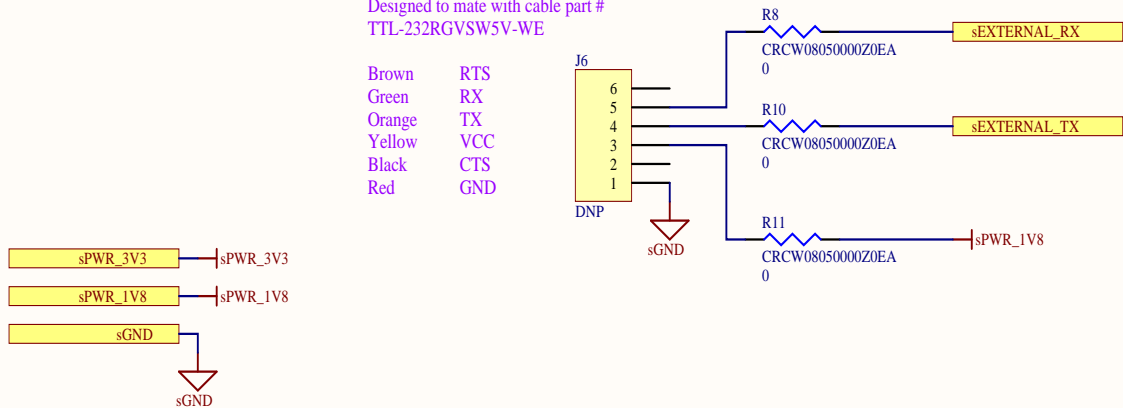 Designed to mate with cable part #
TTL-232RGVSW5V-WE
Brown RTS
Green RX
Orange TX
Yellow VCC
Black CTS
Red GND
J6
6
5
4
3
2
1
DNP
sGND
R8
CRCW08050000Z0EA
0
sEXTERNAL_RX
R10
CRCW08050000Z0EA
0
sEXTERNAL_TX
R11
CRCW08050000Z0EA
0
sPWR_1V8
sPWR_3V3 sPWR_3V3
sPWR_1V8 sPWR_1V8
sGND
sGND